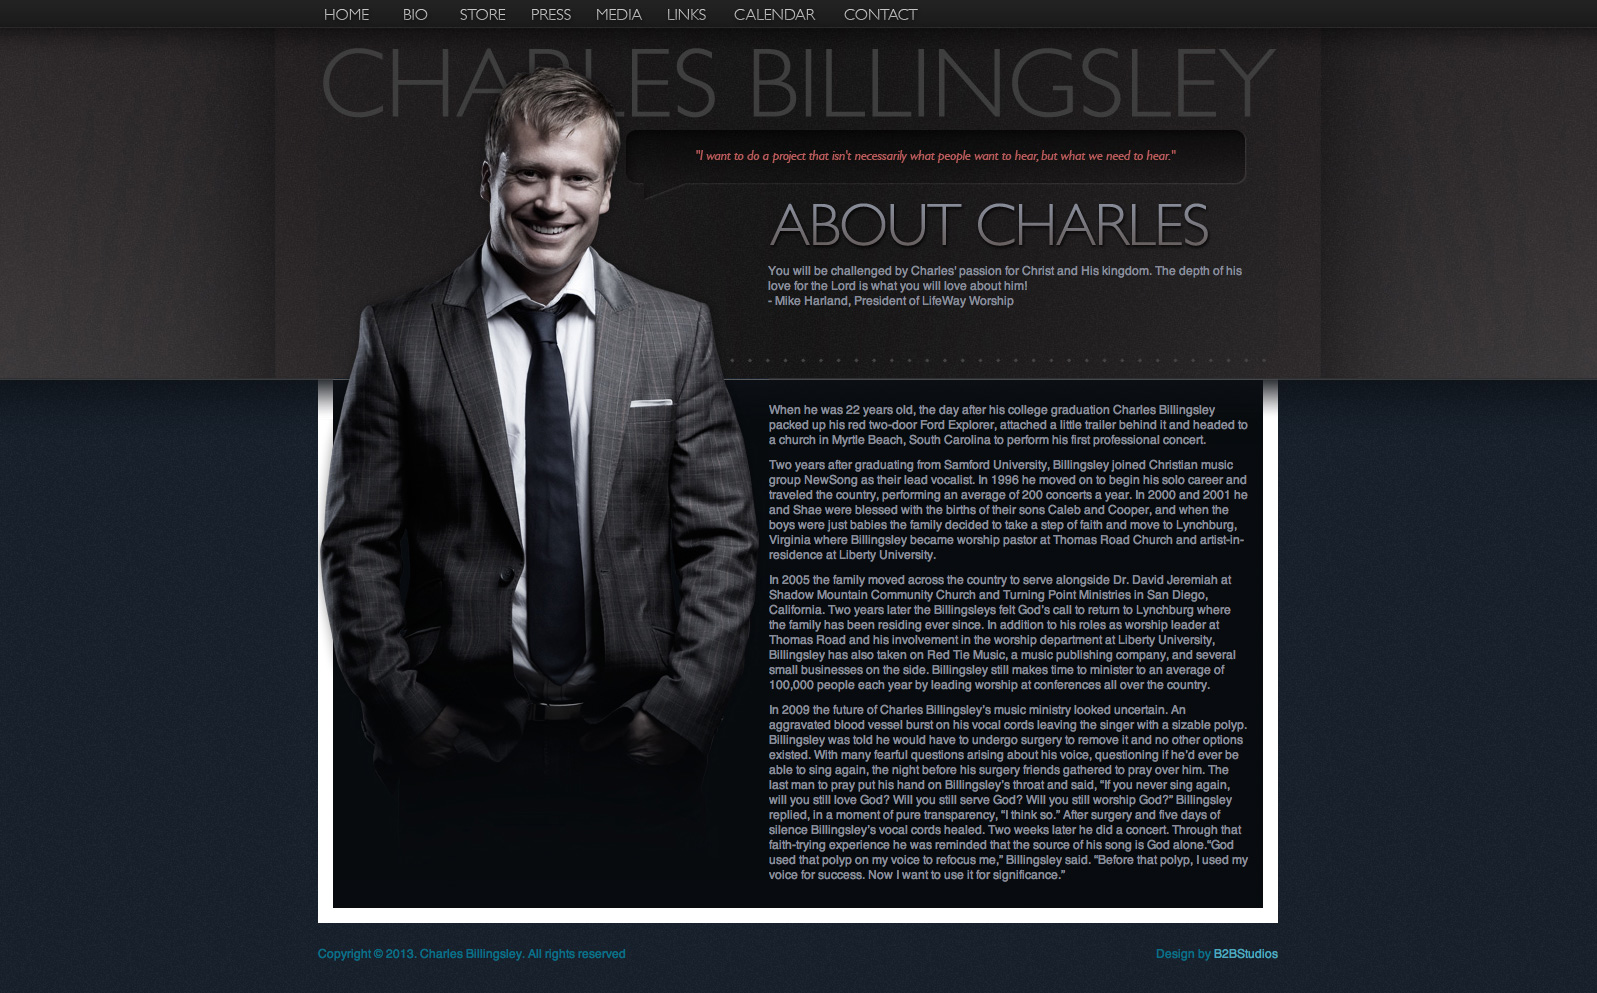 HOME BIO STORE PRESS MEDIA LINKS CALENDAR CONTACT
CHARLES BILLINGSLEY
"I want to do a project that isn't necessarily what people want to hear, but what we need to hear."
ABOUT CHARLES
You will be challenged by Charles' passion for Christ and His kingdom. The depth of his
love for the Lord is what you will love about him!
- Mike Harland, President of LifeWay Worship
When he was 22 years old, the day after his college graduation Charles Billingsley
packed up his red two-door Ford Explorer, attached a little trailer behind it and headed to
a church in Myrtle Beach, South Carolina to perform his first professional concert.
Two years after graduating from Samford University, Billingsley joined Christian music
group NewSong as their lead vocalist. In 1996 he moved on to begin his solo career and
traveled the country, performing an average of 200 concerts a year. In 2000 and 2001 he
and Shae were blessed with the births of their sons Caleb and Cooper, and when the
boys were just babies the family decided to take a step of faith and move to Lynchburg,
Virginia where Billingsley became worship pastor at Thomas Road Church and artist-in-
residence at Liberty University.
In 2005 the family moved across the country to serve alongside Dr. David Jeremiah at
Shadow Mountain Community Church and Turning Point Ministries in San Diego,
California. Two years later the Billingsleys felt God’s call to return to Lynchburg where
the family has been residing ever since. In addition to his roles as worship leader at
Thomas Road and his involvement in the worship department at Liberty University,
Billingsley has also taken on Red Tie Music, a music publishing company, and several
small businesses on the side. Billingsley still makes time to minister to an average of
100,000 people each year by leading worship at conferences all over the country.
In 2009 the future of Charles Billingsley’s music ministry looked uncertain. An
aggravated blood vessel burst on his vocal cords leaving the singer with a sizable polyp.
Billingsley was told he would have to undergo surgery to remove it and no other options
existed. With many fearful questions arising about his voice, questioning if he’d ever be
able to sing again, the night before his surgery friends gathered to pray over him. The
last man to pray put his hand on Billingsley’s throat and said, “If you never sing again,
will you still love God? Will you still serve God? Will you still worship God?” Billingsley
replied, in a moment of pure transparency, “I think so.” After surgery and five days of
silence Billingsley’s vocal cords healed. Two weeks later he did a concert. Through that
faith-trying experience he was reminded that the source of his song is God alone.“God
used that polyp on my voice to refocus me,” Billingsley said. “Before that polyp, I used my
voice for success. Now I want to use it for significance.”
Copyright © 2013. Charles Billingsley. All rights reserved
Design by B2BStudios